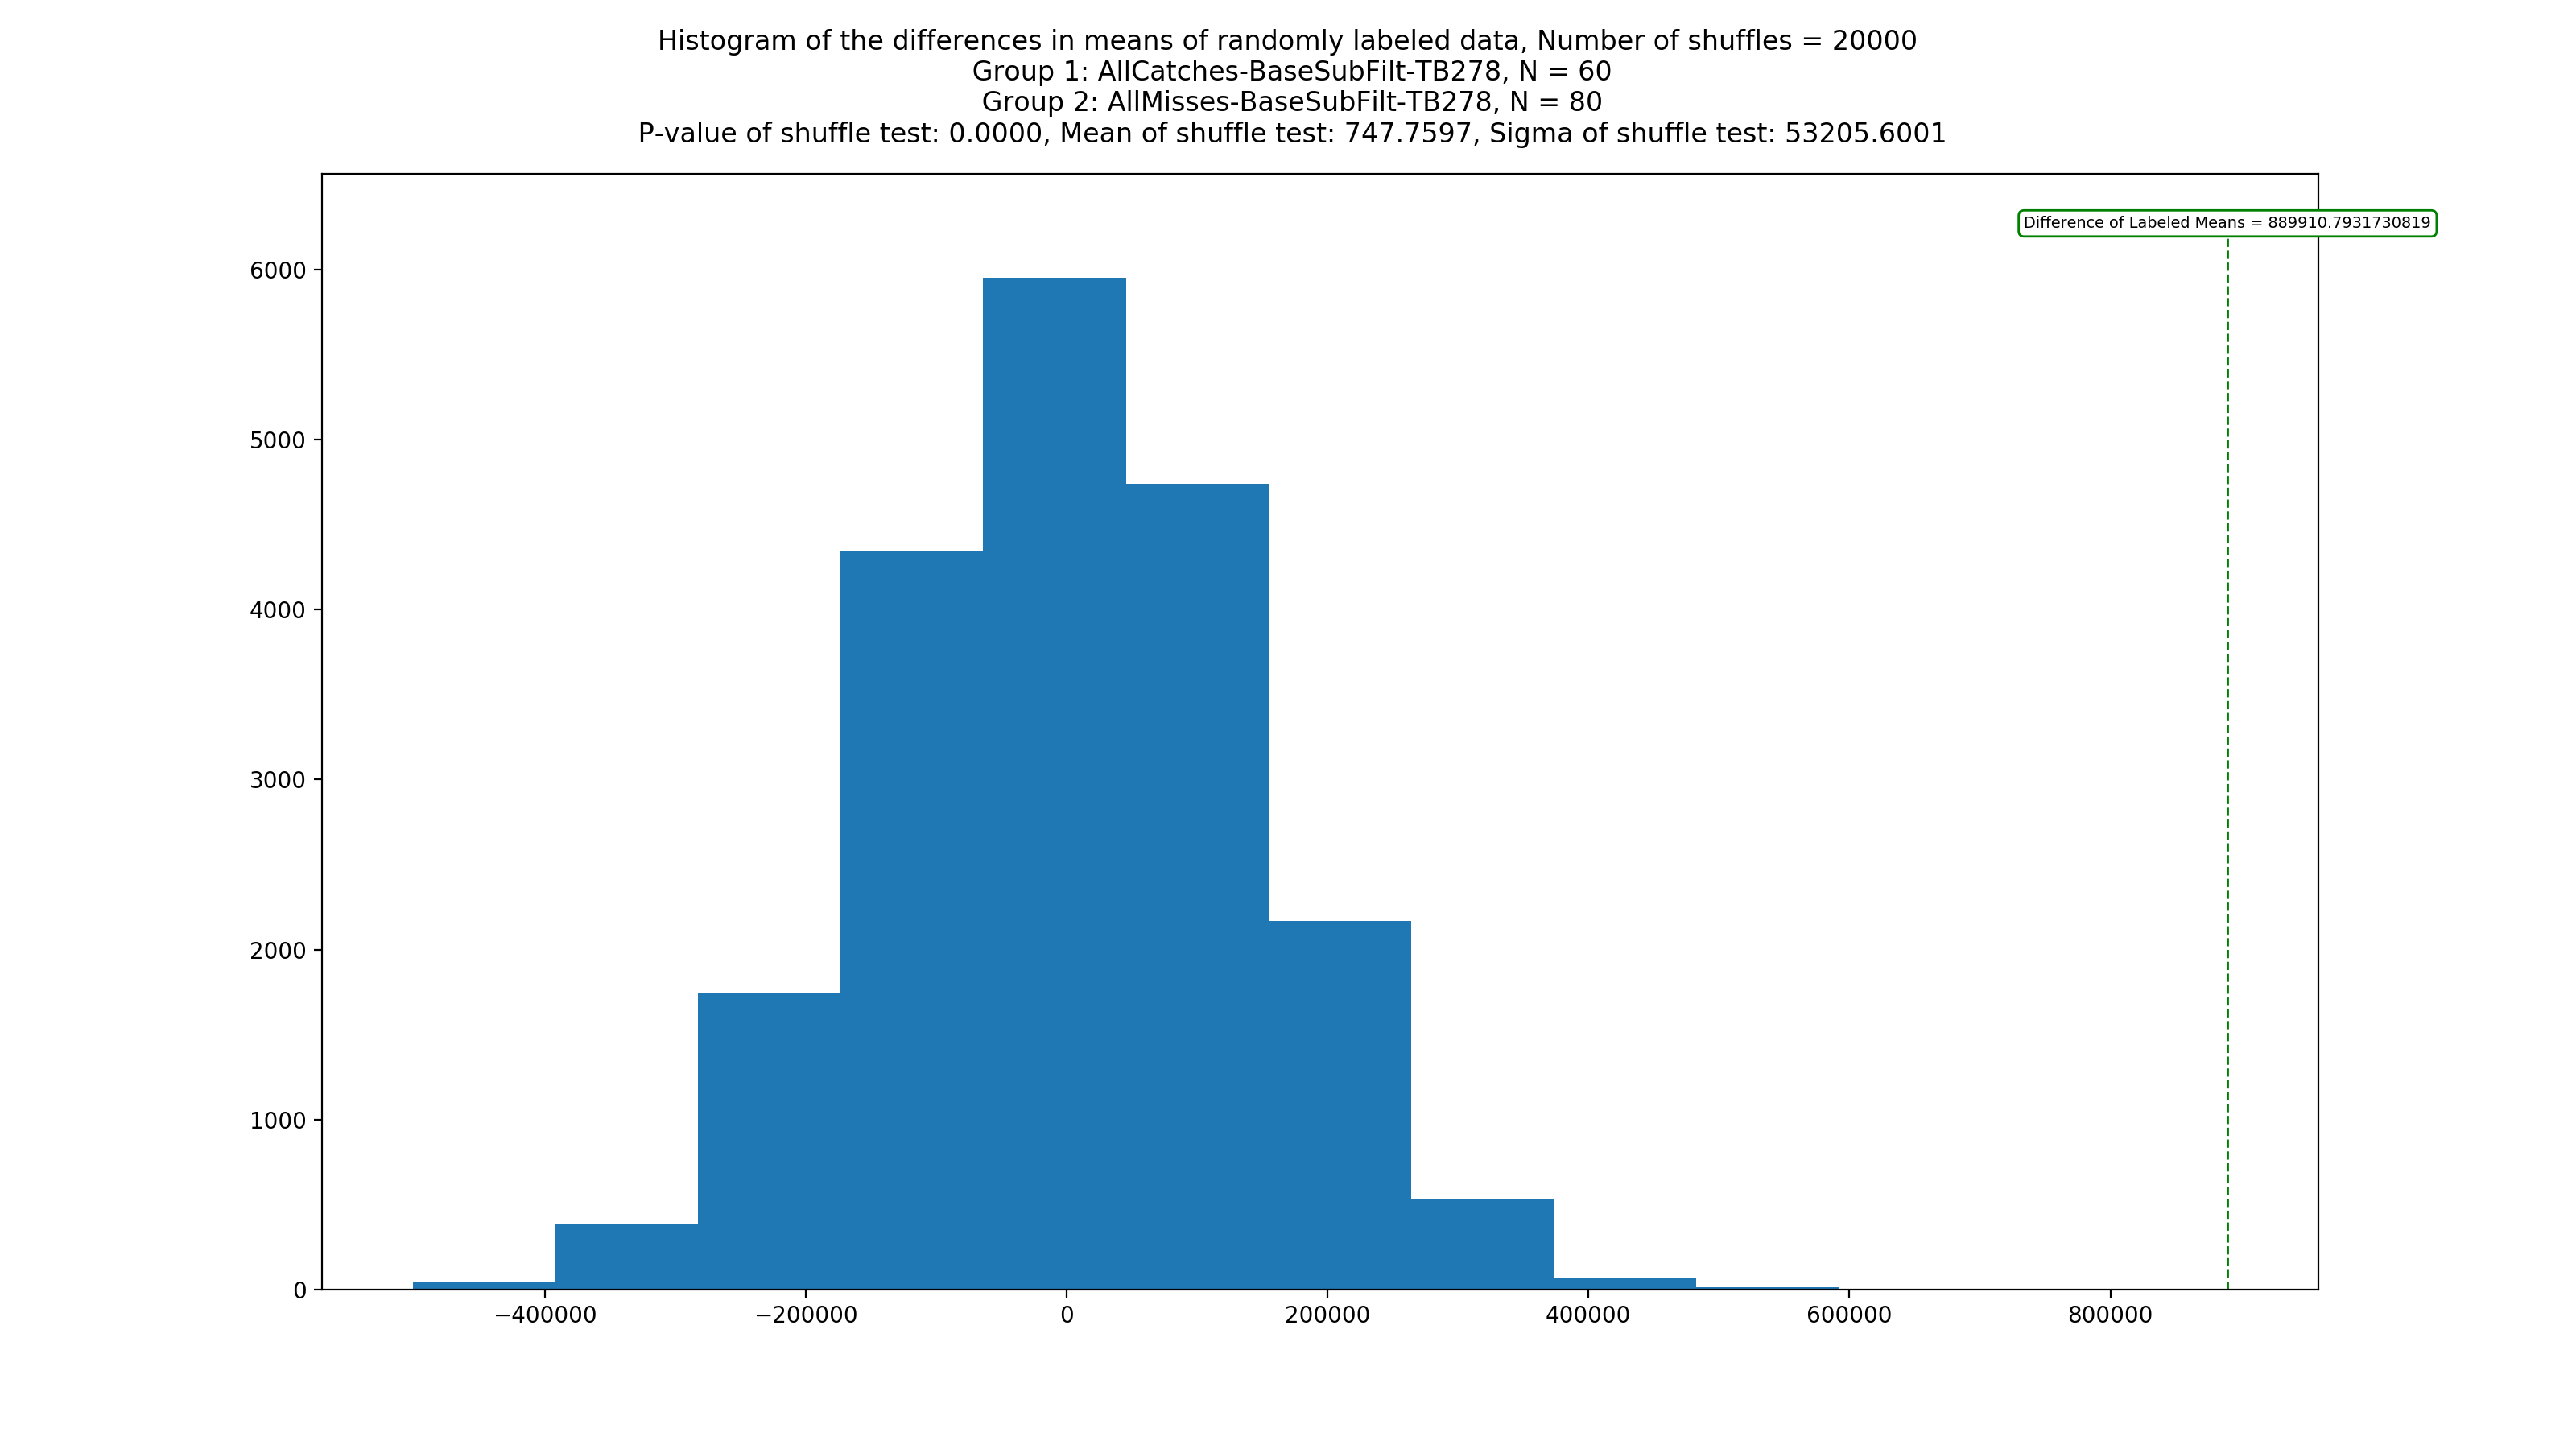 Histogram of the differences in means of randomly labeled data, Number of shuffles = 20000
Group 1: AllCatches-BaseSubFilt-TB278, N = 60
Group 2: AllMisses-BaseSubFilt-TB278, N = 80
P-value of shuffle test: 0.0000, Mean of shuffle test: 747.7597, Sigma of shuffle test: 53205.6001
Difference of Labeled Means = 889910.7931730819
6000
5000
4000
3000
2000
1000
0
−400000 −200000 0 200000 400000 600000 800000